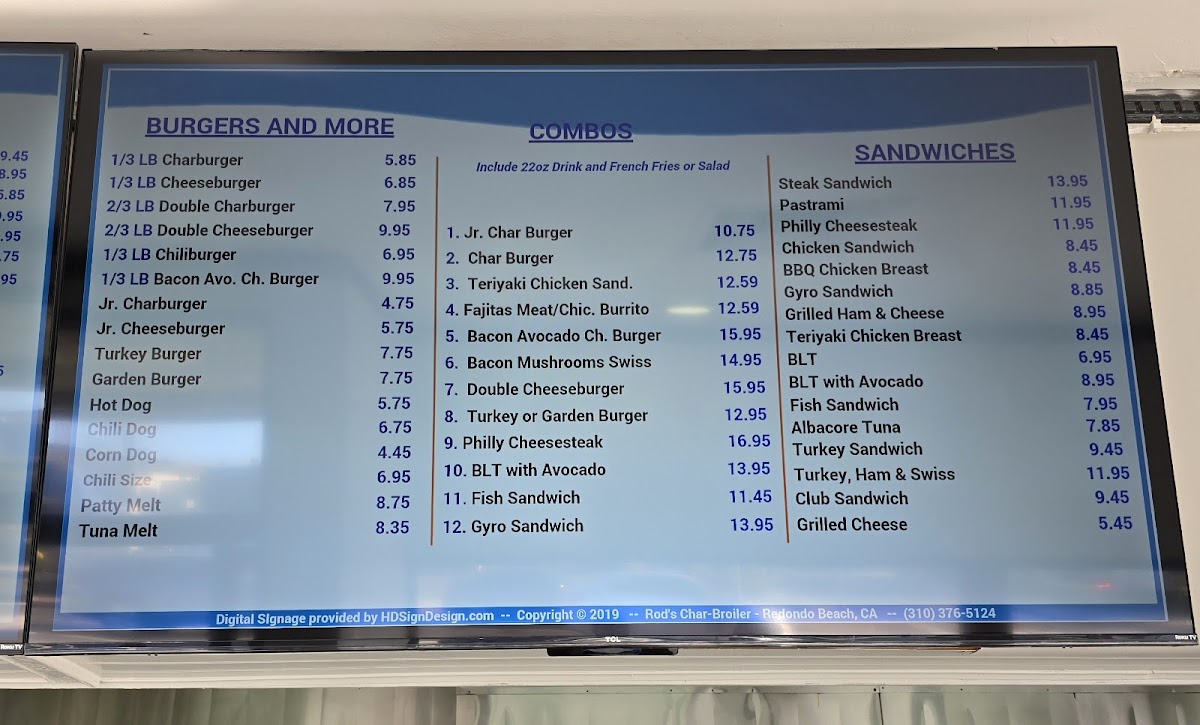 9.45
8.95
5.85
.95
.95
.75
95
BURGERS AND MORE
1/3 LB Charburger 5.85
1/3 LB Cheeseburger 6.85
2/3 LB Double Charburger 7.95
2/3 LB Double Cheeseburger 9.95
1/3 LB Chiliburger 6.95
1/3 LB Bacon Avo. Ch. Burger 9.95
Jr. Charburger 4.75
Jr. Cheeseburger 5.75
Turkey Burger 7.75
Garden Burger 7.75
Hot Dog 5.75
Chili Dog 6.75
Corn Dog 4.45
Chili Size 6.95
Patty Melt 8.75
Tuna Melt 8.35
COMBOS
Include 22oz Drink and French Fries or Salad
1. Jr. Char Burger 10.75
2. Char Burger 12.75
3. Teriyaki Chicken Sand. 12.59
4. Fajitas Meat/Chic. Burrito 12.59
5. Bacon Avocado Ch. Burger 15.95
6. Bacon Mushrooms Swiss 14.95
7. Double Cheeseburger 15.95
8. Turkey or Garden Burger 12.95
9. Philly Cheesesteak 16.95
10. BLT with Avocado 13.95
11. Fish Sandwich 11.45
12. Gyro Sandwich 13.95
SANDWICHES
Steak Sandwich 13.95
Pastrami 11.95
Philly Cheesesteak 11.95
Chicken Sandwich 8.45
BBQ Chicken Breast 8.45
Gyro Sandwich 8.85
Grilled Ham & Cheese 8.95
Teriyaki Chicken Breast 8.45
BLT 6.95
BLT with Avocado 8.95
Fish Sandwich 7.95
Albacore Tuna 7.85
Turkey Sandwich 9.45
Turkey, Ham & Swiss 11.95
Club Sandwich 9.45
Grilled Cheese 5.45
Digital Signage provided by HDSignDesign.com -- Copyright © 2019 -- Rod's Char-Broiler - Redondo Beach, CA -- (310) 376-5124
Roku TV
TCL
Roku TV